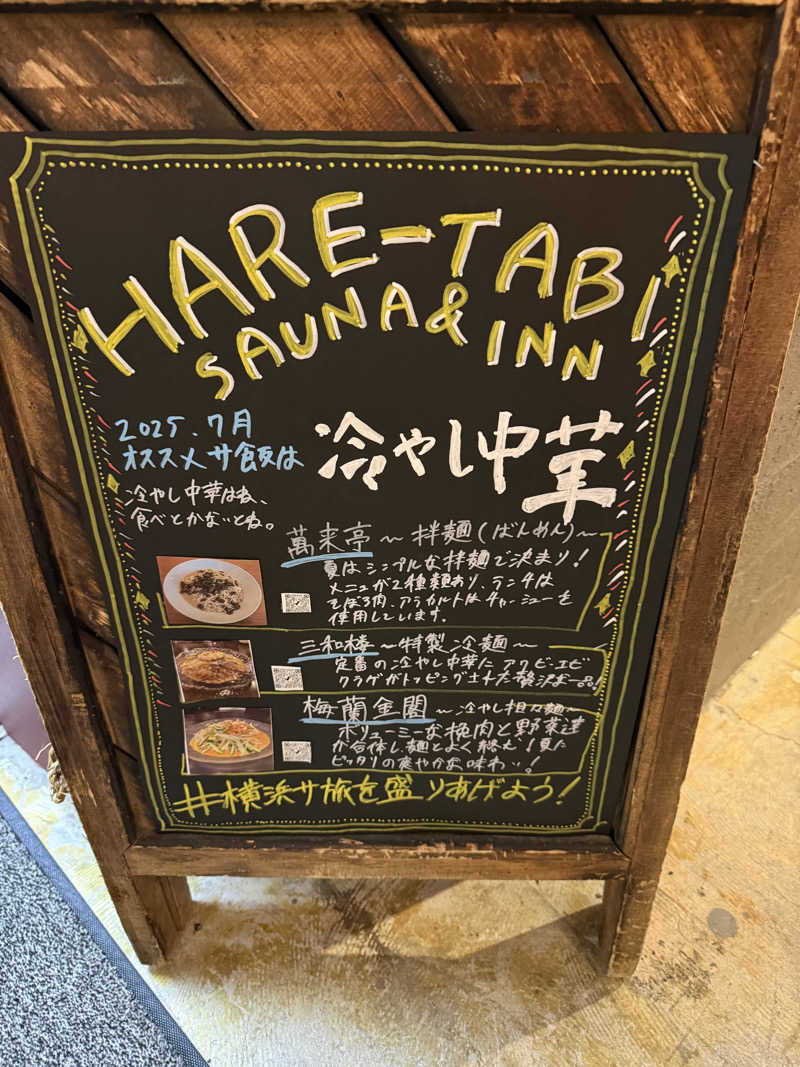 HARE-TABI
SAUNA & INN
2025.7月
オススメサ飯は
冷やし中華
冷やし中華はね、
食べとかないとね。
萬来亭 〜拌麺(ばんめん)〜
夏はシンプルな拌麺で決まり!
メニュが2種類あり、ランチは
そぼろ肉、アラカルトはチャーシューを
使用しています。
三和楼 〜特製冷麺〜
定番の冷やし中華にアワビ・エビ
クラゲがトッピングされた贅沢な一品!
梅蘭金閣 〜冷やし担々麺〜
ボリューミーな挽肉と野菜達
が合体し、麺とよく絡む!夏に
ピッタリの爽やかな味わい!
#横浜サ旅を盛りあげよう!